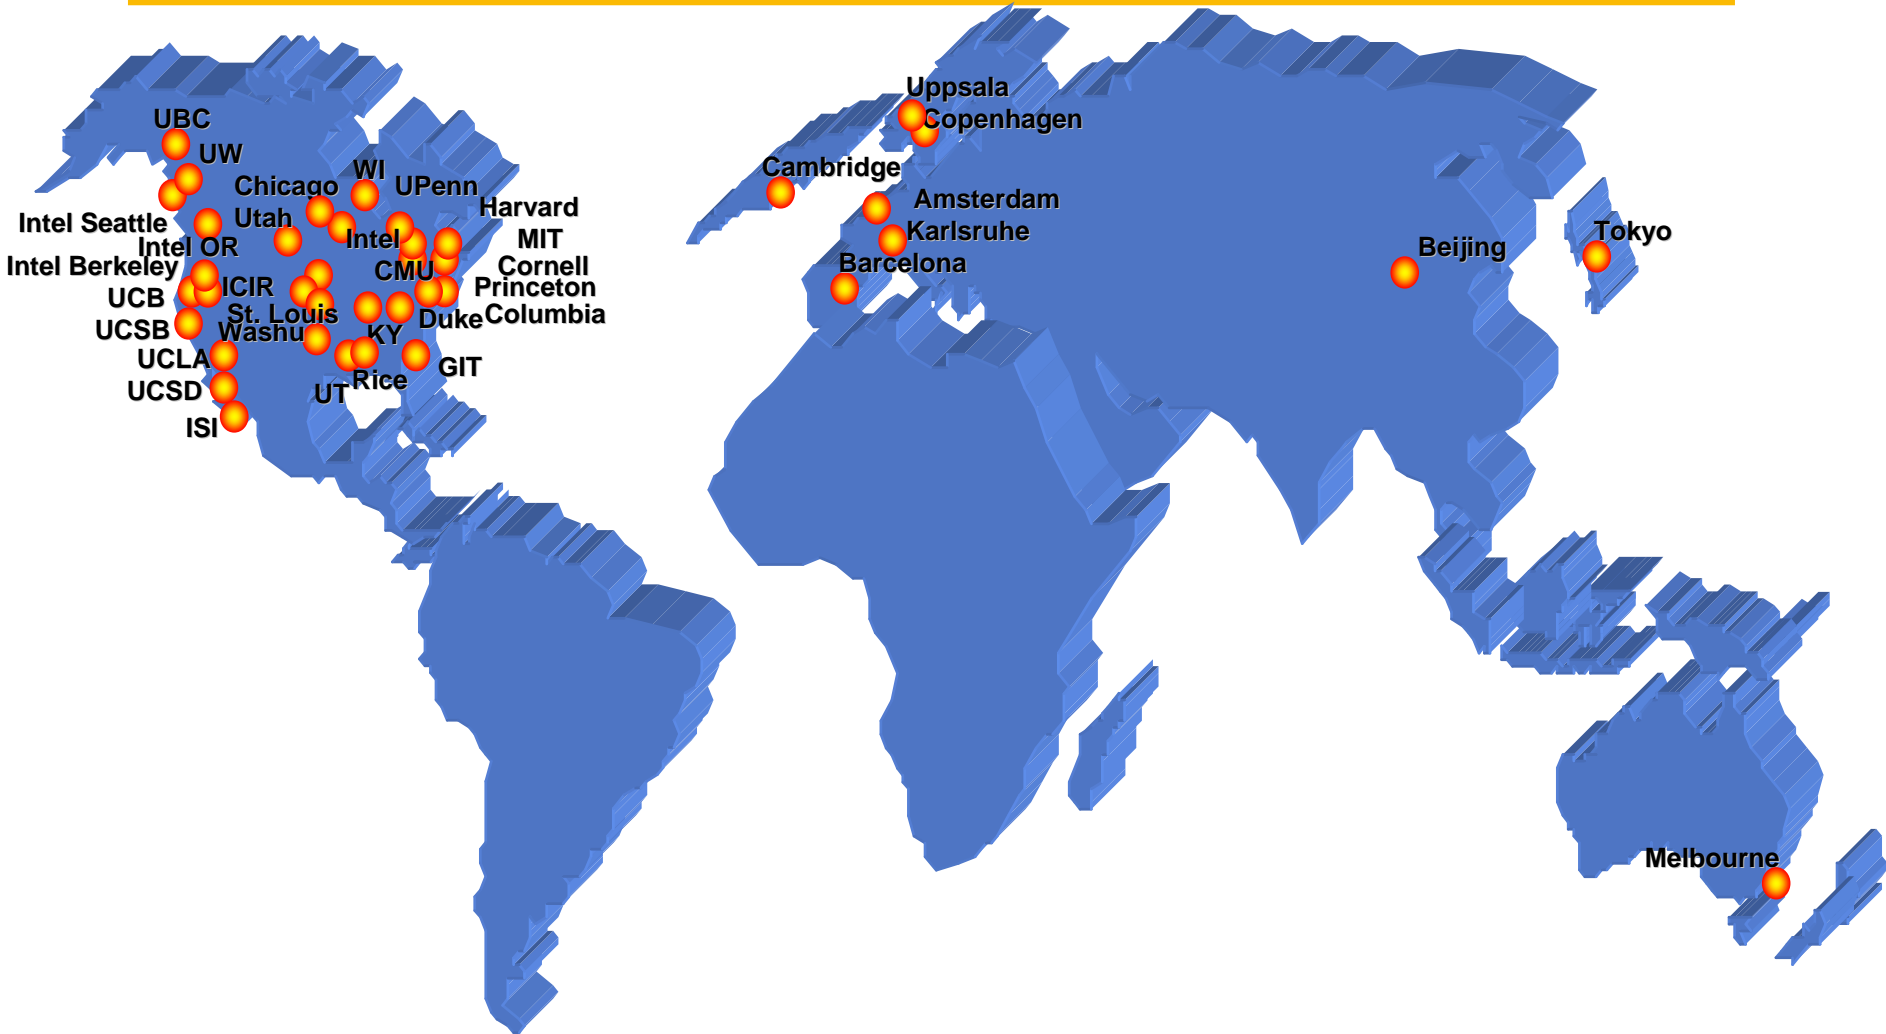 Uppsala
UBC
Copenhagen
UW
Cambridge
WI
Chicago
UPenn
Amsterdam
Harvard
Intel Seattle
Utah
Karlsruhe
Tokyo
Intel
MIT
Intel OR
Beijing
Barcelona
Intel Berkeley
CMU
Cornell
ICIR
Princeton
UCB
St. Louis
Columbia
Duke
UCSB
Washu
KY
UCLA
GIT
Rice
UCSD
UT
ISI
Melbourne